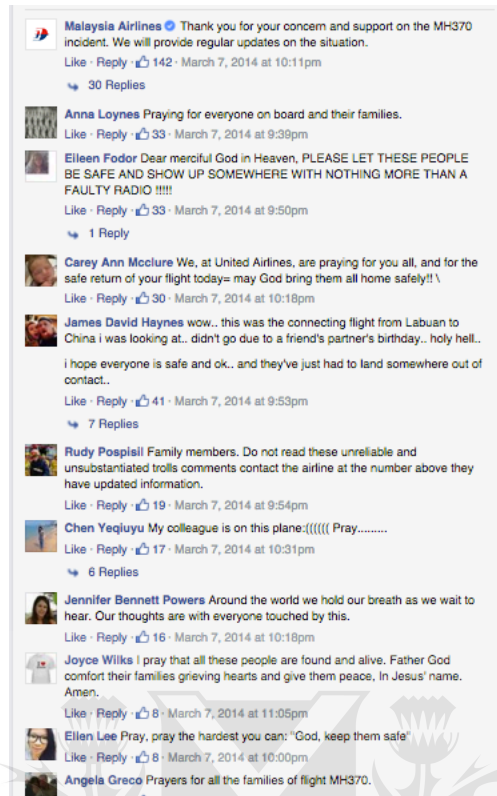 Malaysia Airlines Thank you for your concern and support on the MH370
incident. We will provide regular updates on the situation.
Like · Reply · 142 · March 7, 2014 at 10:11pm
30 Replies
Anna Loynes Praying for everyone on board and their families.
Like · Reply · 33 · March 7, 2014 at 9:39pm
Eileen Fodor Dear merciful God in Heaven, PLEASE LET THESE PEOPLE
BE SAFE AND SHOW UP SOMEWHERE WITH NOTHING MORE THAN A
FAULTY RADIO !!!!!
Like · Reply · 33 · March 7, 2014 at 9:50pm
1 Reply
Carey Ann Mcclure We, at United Airlines, are praying for you all, and for the
safe return of your flight today= may God bring them all home safely!! \
Like · Reply · 30 · March 7, 2014 at 10:18pm
James David Haynes wow.. this was the connecting flight from Labuan to
China i was looking at.. didn't go due to a friend's partner's birthday.. holy hell..
i hope everyone is safe and ok.. and they've just had to land somewhere out of
contact..
Like · Reply · 41 · March 7, 2014 at 9:53pm
7 Replies
Rudy Pospisil Family members. Do not read these unreliable and
unsubstantiated trolls comments contact the airline at the number above they
have updated information.
Like · Reply · 19 · March 7, 2014 at 9:54pm
Chen Yeqiuyu My colleague is on this plane:(((((( Pray.........
Like · Reply · 17 · March 7, 2014 at 10:31pm
6 Replies
Jennifer Bennett Powers Around the world we hold our breath as we wait to
hear. Our thoughts are with everyone touched by this.
Like · Reply · 16 · March 7, 2014 at 10:18pm
Joyce Wilks I pray that all these people are found and alive. Father God
comfort their families grieving hearts and give them peace, In Jesus' name.
Amen.
Like · Reply · 8 · March 7, 2014 at 11:05pm
Ellen Lee Pray, pray the hardest you can: "God, keep them safe"
Like · Reply · 8 · March 7, 2014 at 10:00pm
Angela Greco Prayers for all the families of flight MH370.